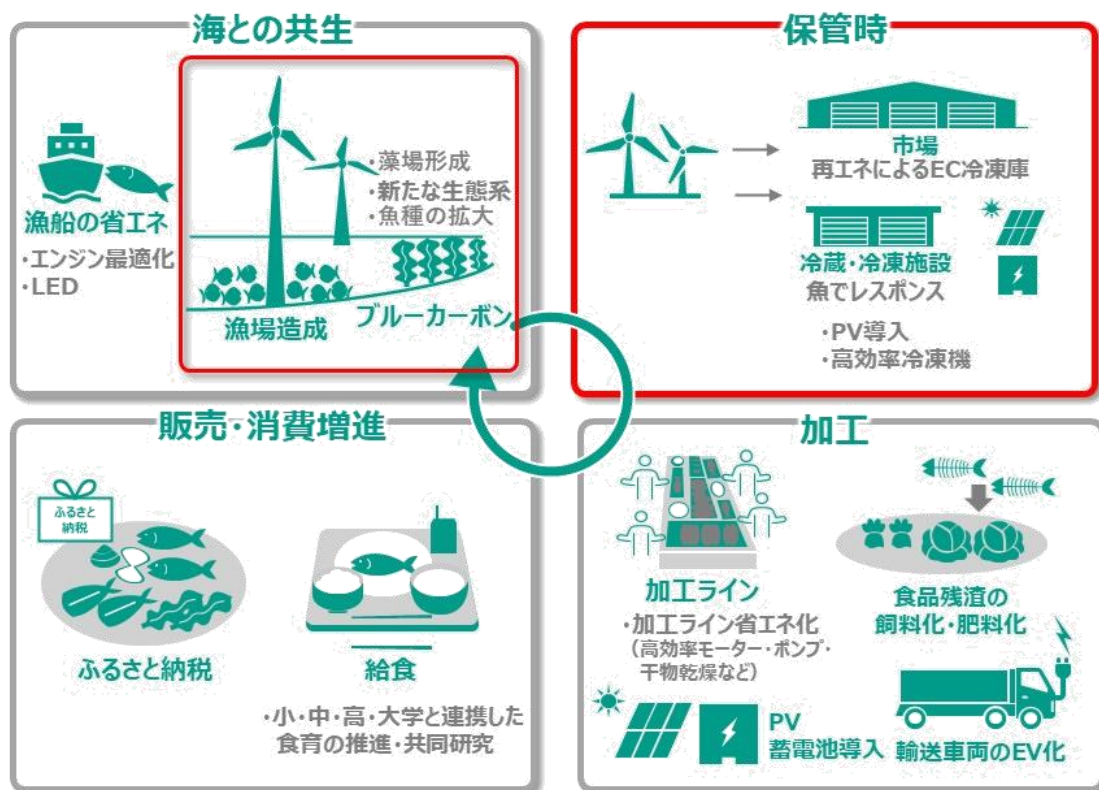 海との共生
漁船の省エネ
・エンジン最適化
・LED
・藻場形成
・新たな生態系
・魚種の拡大
漁場造成
ブルーカーボン
保管時
市場
再エネによるEC冷凍庫
冷蔵・冷凍施設
魚でレスポンス
・PV導入
・高効率冷凍機
販売・消費増進
ふるさと
納税
ふるさと納税
給食
・小・中・高・大学と連携した
食育の推進・共同研究
加工
加工ライン
・加工ライン省エネ化
（高効率モーター・ポンプ・
干物乾燥など）
食品残渣の
飼料化・肥料化
PV
蓄電池導入
輸送車両のEV化